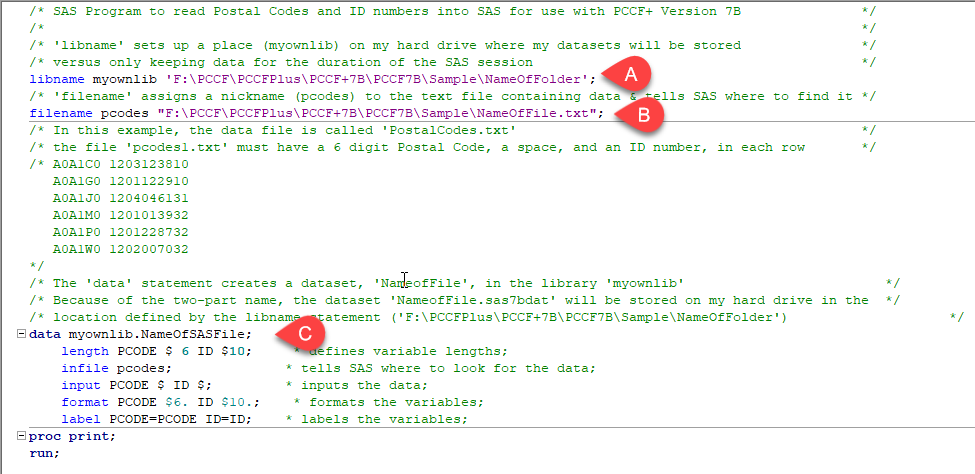 /* SAS Program to read Postal Codes and ID numbers into SAS for use with PCCF+ Version 7B */
/* */
/* 'libname' sets up a place (myownlib) on my hard drive where my datasets will be stored */
/* versus only keeping data for the duration of the SAS session */
libname myownlib 'F:\PCCF\PCCFPlus\PCCF+7B\PCCF7B\Sample\NameOfFolder'; A
/* 'filename' assigns a nickname (pcodes) to the text file containing data & tells SAS where to find it */
filename pcodes "F:\PCCF\PCCFPlus\PCCF+7B\PCCF7B\Sample\NameOfFile.txt"; B
/* In this example, the data file is called 'PostalCodes.txt' */
/* the file 'pcodes1.txt' must have a 6 digit Postal Code, a space, and an ID number, in each row */
/* A0A1C0 1203123810
A0A1G0 1201122910
A0A1J0 1204046131
A0A1M0 1201013932
A0A1P0 1201228732
A0A1W0 1202007032
*/
/* The 'data' statement creates a dataset, 'NameofFile', in the library 'myownlib' */
/* Because of the two-part name, the dataset 'NameofFile.sas7bdat' will be stored on my hard drive in the */
/* location defined by the libname statement ('F:\PCCFPlus\PCCF+7B\PCCF7B\Sample\NameOfFolder') */
data myownlib.NameOfSASFile; C
length PCODE $ 6 ID $10; * defines variable lengths;
infile pcodes; * tells SAS where to look for the data;
input PCODE $ ID $; * inputs the data;
format PCODE $6. ID $10.; * formats the variables;
label PCODE=PCODE ID=ID; * labels the variables;
proc print;
run;